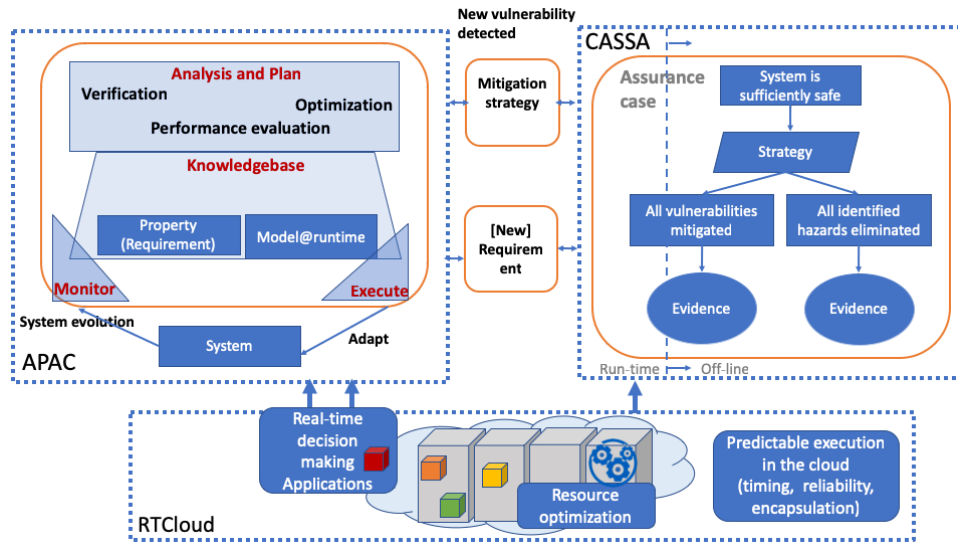 New vulnerability
detected
CASSA
Analysis and Plan
Verification
Optimization
Performance evaluation
Knowledgebase
Property
(Requirement)
Model@runtime
Monitor
Execute
System evolution
System
Adapt
APAC
Mitigation
strategy
[New]
Requirem
ent
Assurance
case
System is
sufficiently safe
Strategy
All vulnerabilities
mitigated
All identified
hazards eliminated
Evidence
Evidence
Run-time
Off-line
Real-time
decision
making
Applications
Resource
optimization
Predictable execution
in the cloud
(timing, reliability,
encapsulation)
RTCloud